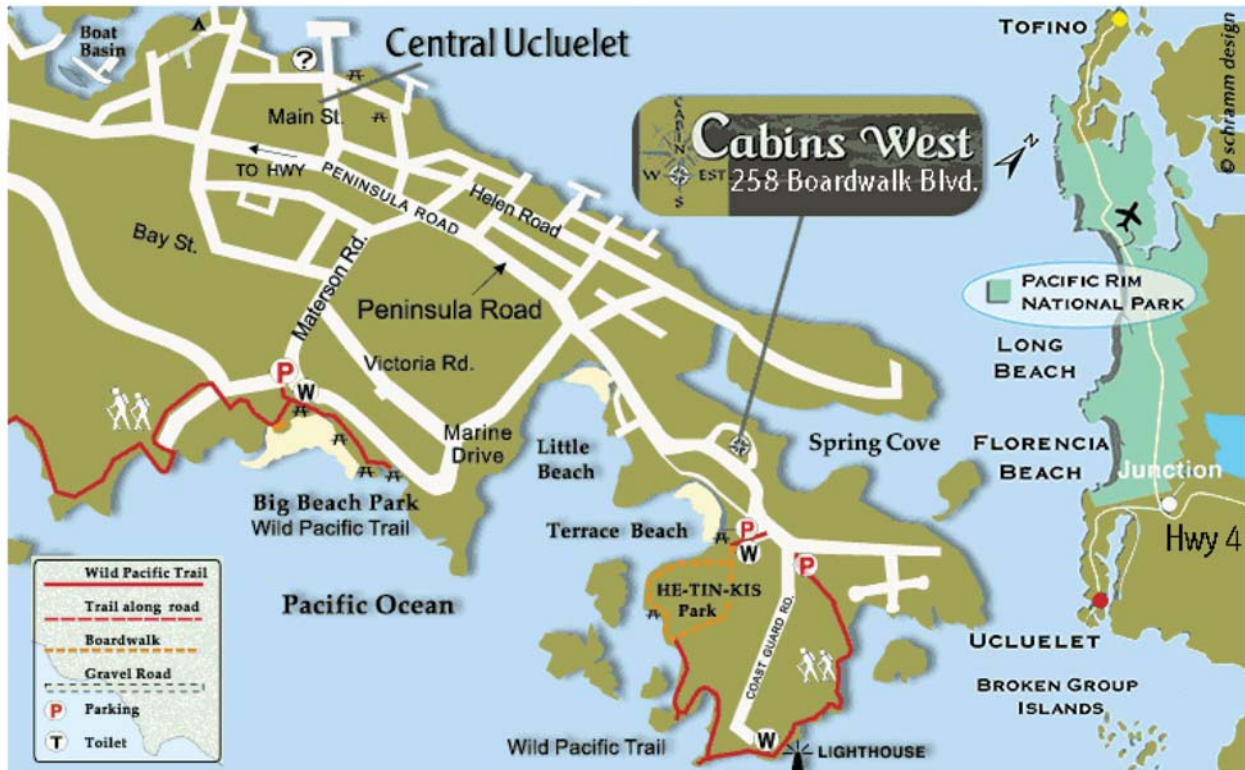 Boat
Basin
?
Central Ucluelet
Main St.
TO HWY
PENINSULA ROAD
Helen Road
Bay St.
Materson Rd.
Peninsula Road
Victoria Rd.
P
W
Marine
Drive
Big Beach Park
Wild Pacific Trail
Pacific Ocean
CABINS
W EST
Cabins West
258 Boardwalk Blvd.
Little
Beach
Spring Cove
Terrace Beach
P
W
P
HE-TIN-KIS
Park
COAST GUARD RD.
W
LIGHTHOUSE
Wild Pacific Trail
Wild Pacific Trail
Trail along road
Boardwalk
Gravel Road
P Parking
T Toilet
TOFINO
© schramm design
N
PACIFIC RIM
NATIONAL PARK
LONG
BEACH
FLORENCIA
BEACH
Junction
Hwy 4
UCLUELET
BROKEN GROUP
ISLANDS